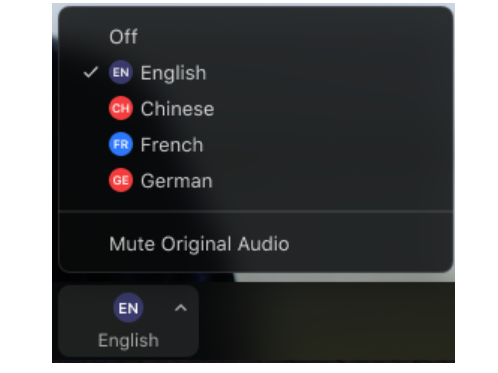 Off
EN English
CH Chinese
FR French
GE German
Mute Original Audio
EN
English